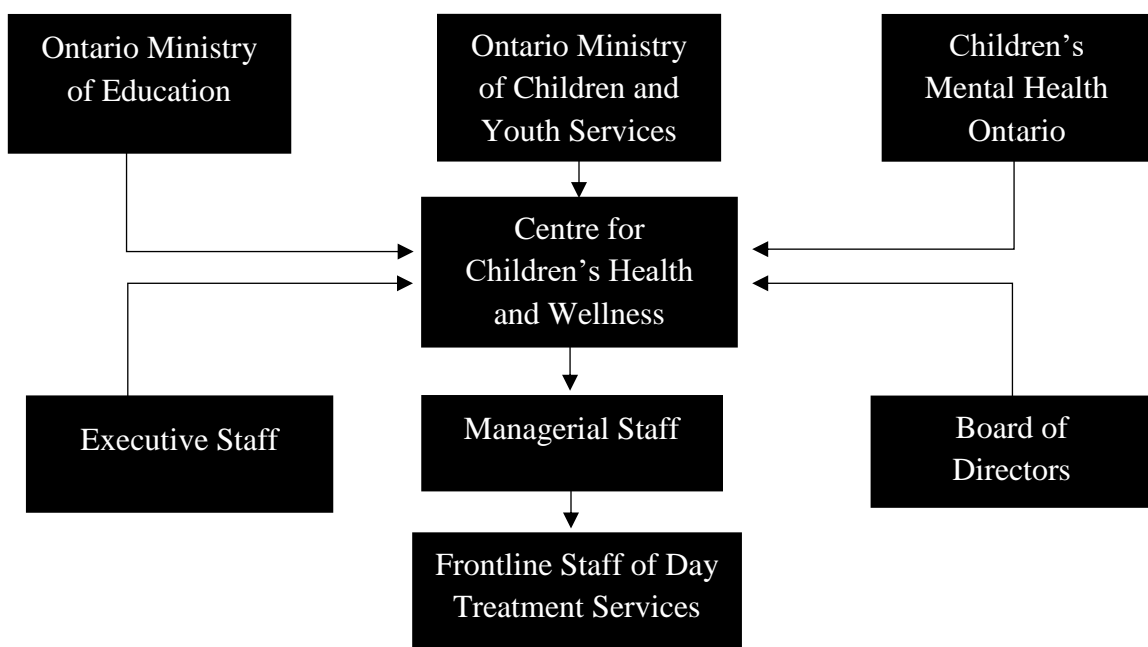 Ontario Ministry
of Education
Ontario Ministry
of Children and
Youth Services
Children’s
Mental Health
Ontario
Centre for
Children’s Health
and Wellness
Executive Staff
Managerial Staff
Board of
Directors
Frontline Staff of Day
Treatment Services